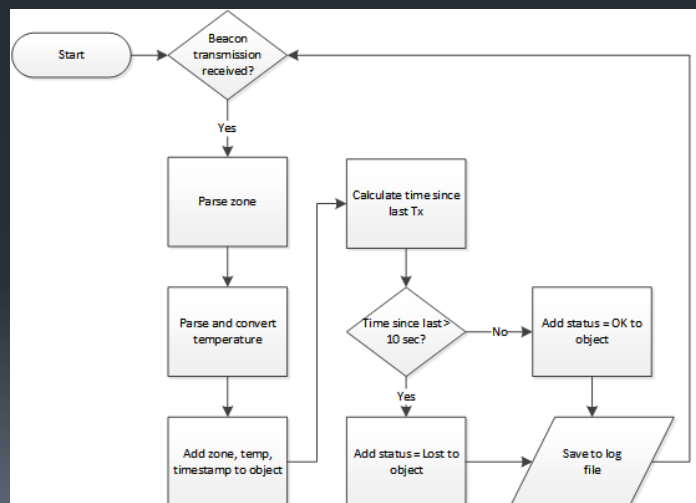 Start
Beacon
transmission
received?
Yes
Parse zone
Parse and convert
temperature
Add zone, temp,
timestamp to object
Calculate time since
last Tx
Time since last>
10 sec?
No
Add status = OK to
object
Yes
Add status = Lost to
object
Save to log
file